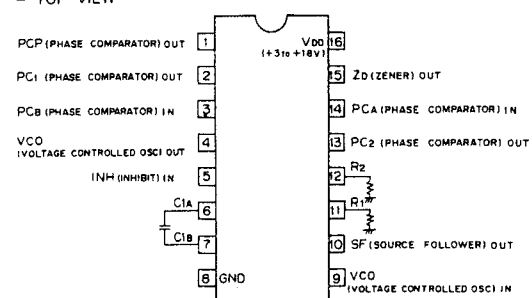 – TOP VIEW
PCP (PHASE COMPARATOR) OUT 1
PC1 (PHASE COMPARATOR) OUT 2
PCB (PHASE COMPARATOR) IN 3
VCO 4
(VOLTAGE CONTROLLED OSC) OUT
INH (INHIBIT) IN 5
C1A 6
C1B 7
8 GND
VDD 16
(+3 TO +18V)
15 ZD (ZENER) OUT
14 PCA (PHASE COMPARATOR) IN
13 PC2 (PHASE COMPARATOR) OUT
12 R2
11 R1
10 SF (SOURCE FOLLOWER) OUT
9 VCO
(VOLTAGE CONTROLLED OSC) IN